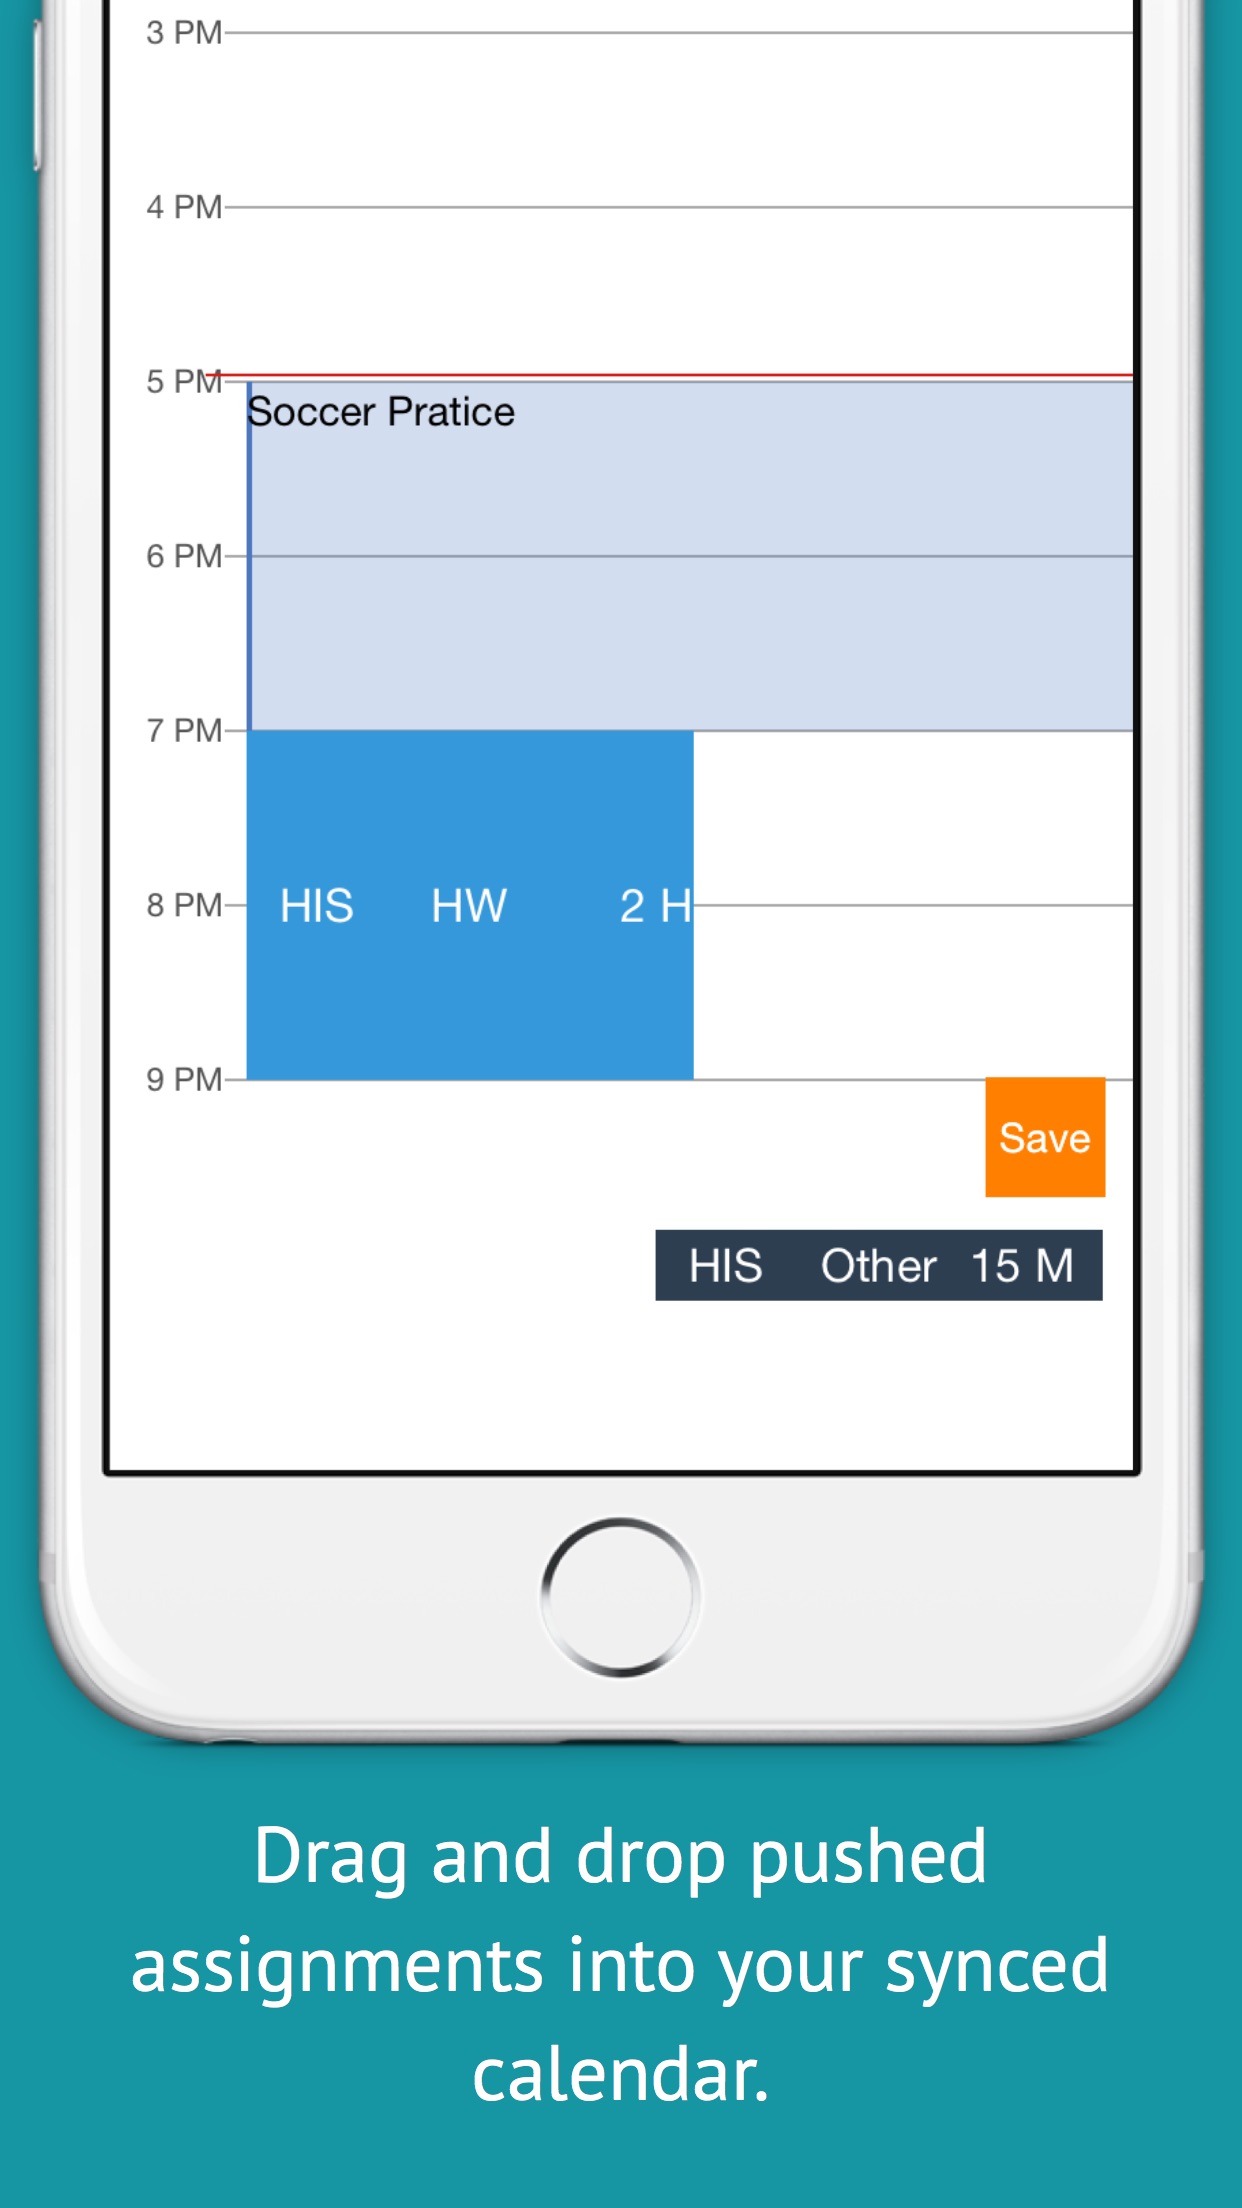 3 PM
4 PM
5 PM
Soccer Pratice
6 PM
7 PM
8 PM
HIS HW 2 H
9 PM
Save
HIS Other 15 M
Drag and drop pushed
assignments into your synced
calendar.